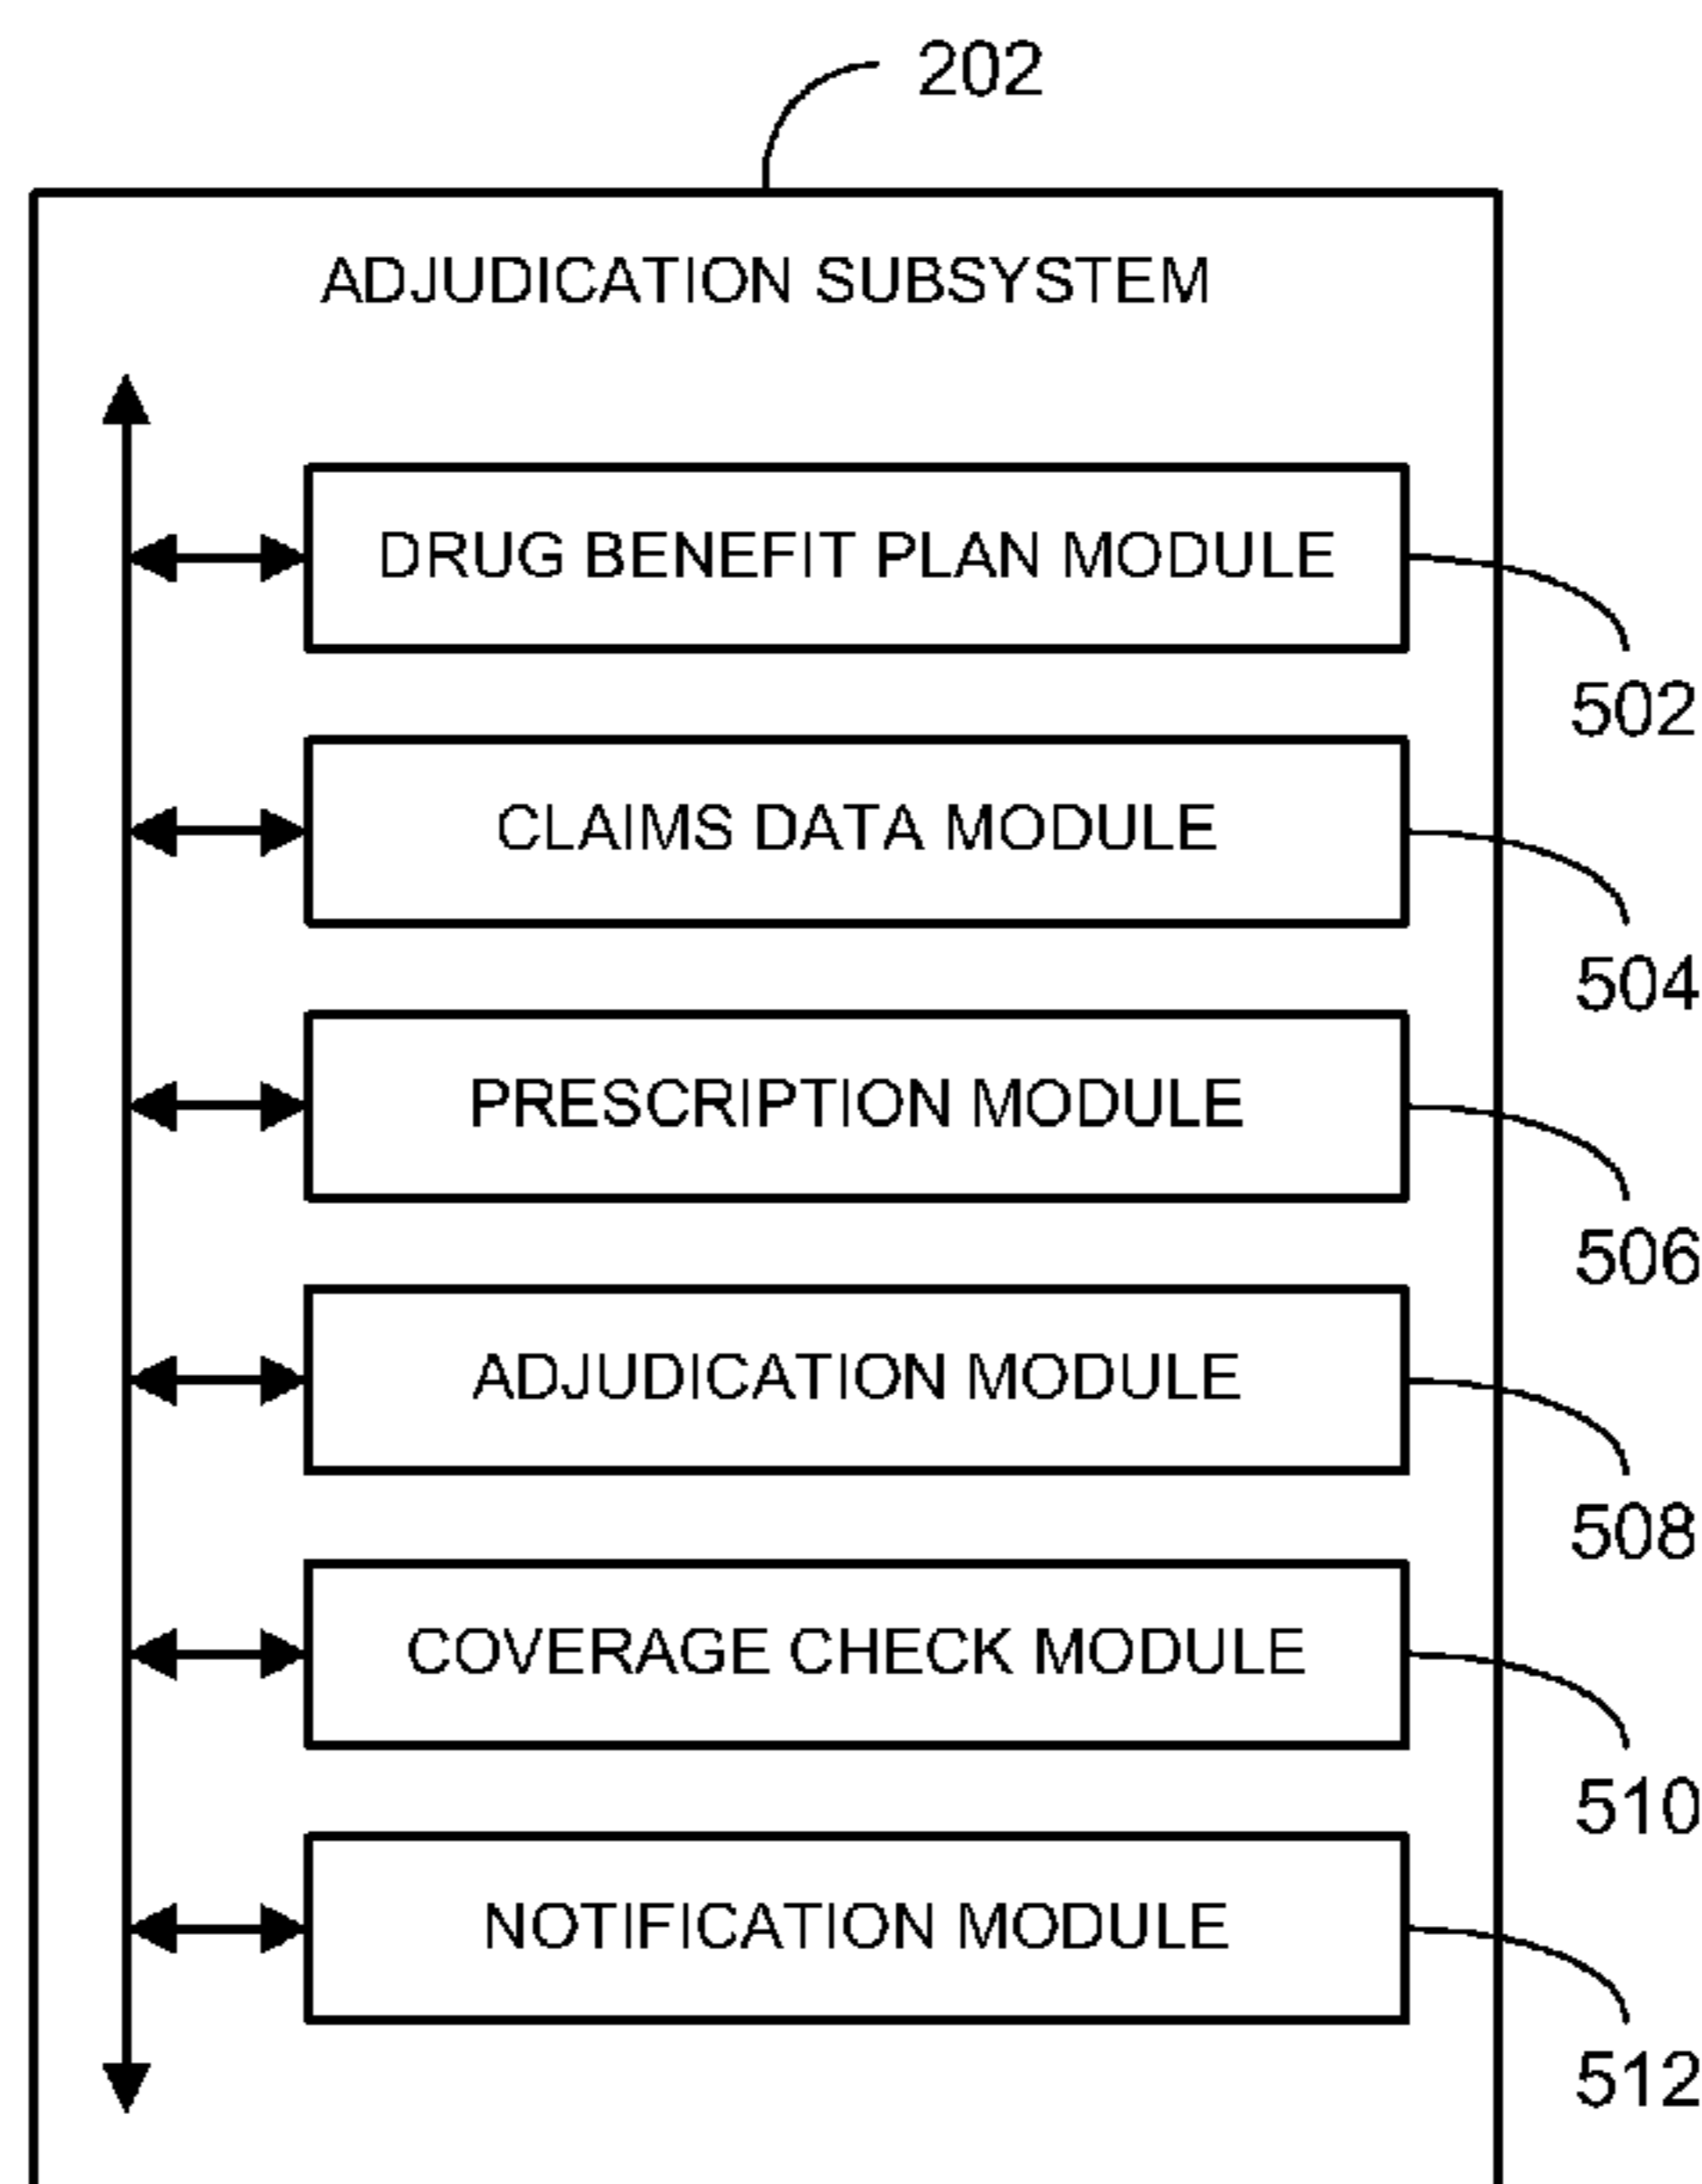 202
ADJUDICATION SUBSYSTEM
DRUG BENEFIT PLAN MODULE
502
CLAIMS DATA MODULE
504
PRESCRIPTION MODULE
506
ADJUDICATION MODULE
508
COVERAGE CHECK MODULE
510
NOTIFICATION MODULE
512